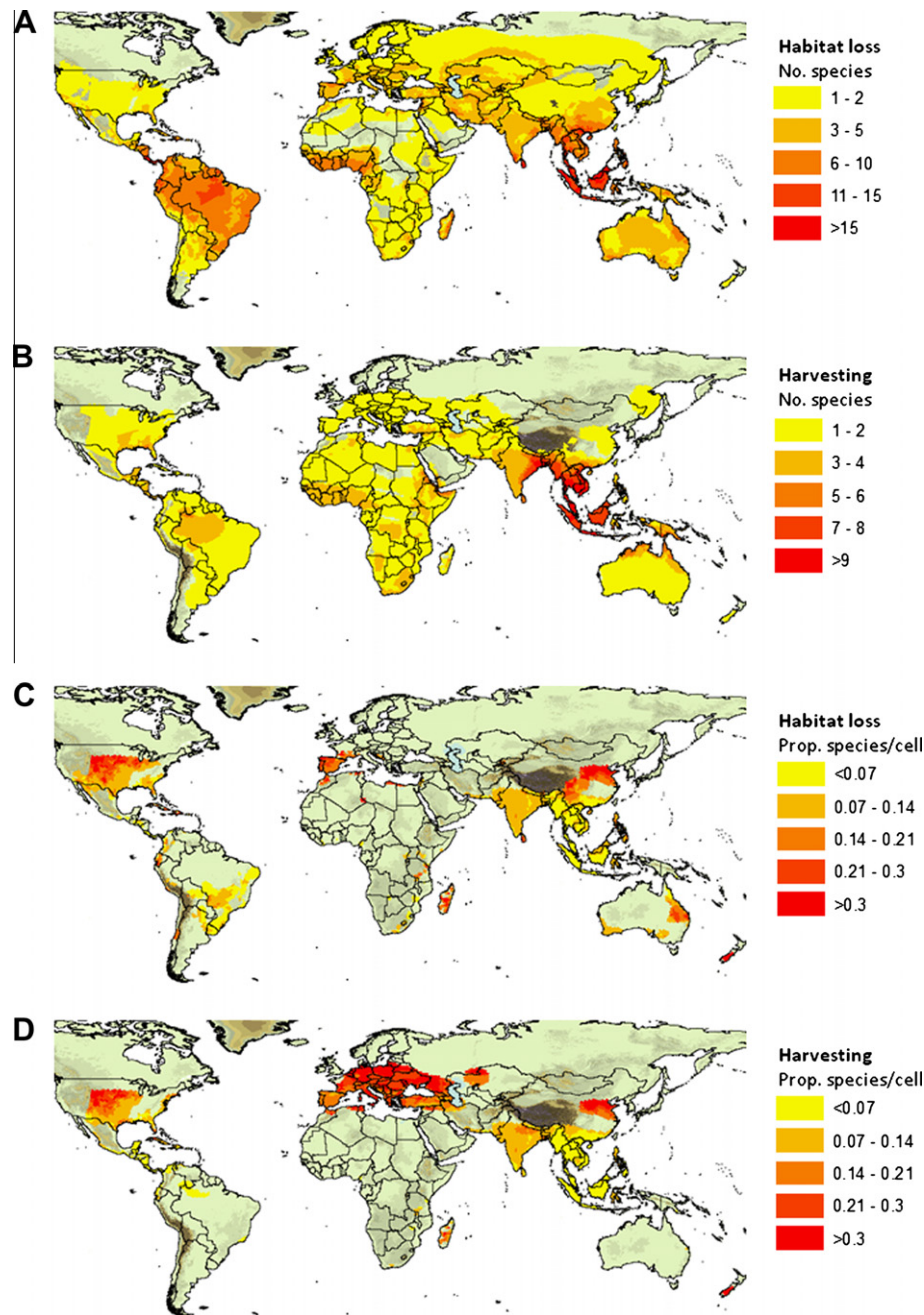 A
Habitat loss
No. species
1 - 2
3 - 5
6 - 10
11 - 15
>15
B
Harvesting
No. species
1 - 2
3 - 4
5 - 6
7 - 8
>9
C
Habitat loss
Prop. species/cell
<0.07
0.07 - 0.14
0.14 - 0.21
0.21 - 0.3
>0.3
D
Harvesting
Prop. species/cell
<0.07
0.07 - 0.14
0.14 - 0.21
0.21 - 0.3
>0.3